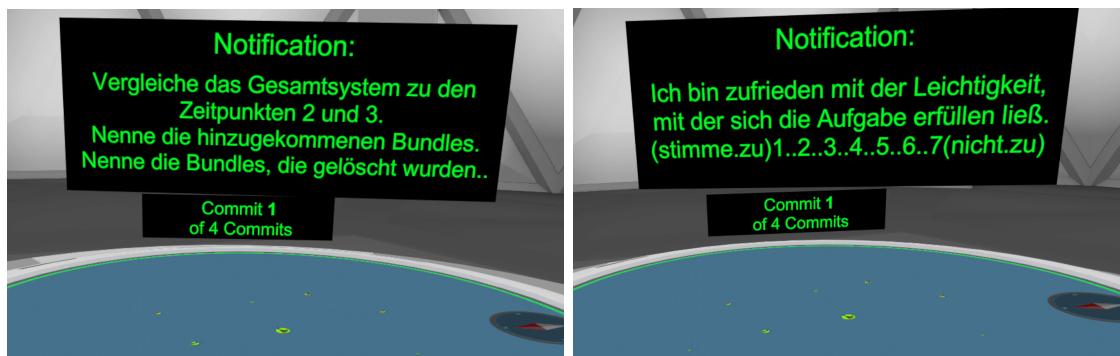 Notification:
Vergleiche das Gesamtsystem zu den
Zeitpunkten 2 und 3.
Nenne die hinzugekommenen Bundles.
Nenne die Bundles, die gelöscht wurden..
Commit 1
of 4 Commits
Notification:
Ich bin zufrieden mit der Leichtigkeit,
mit der sich die Aufgabe erfüllen ließ.
(stimme.zu)1..2..3..4..5..6..7(nicht.zu)
Commit 1
of 4 Commits